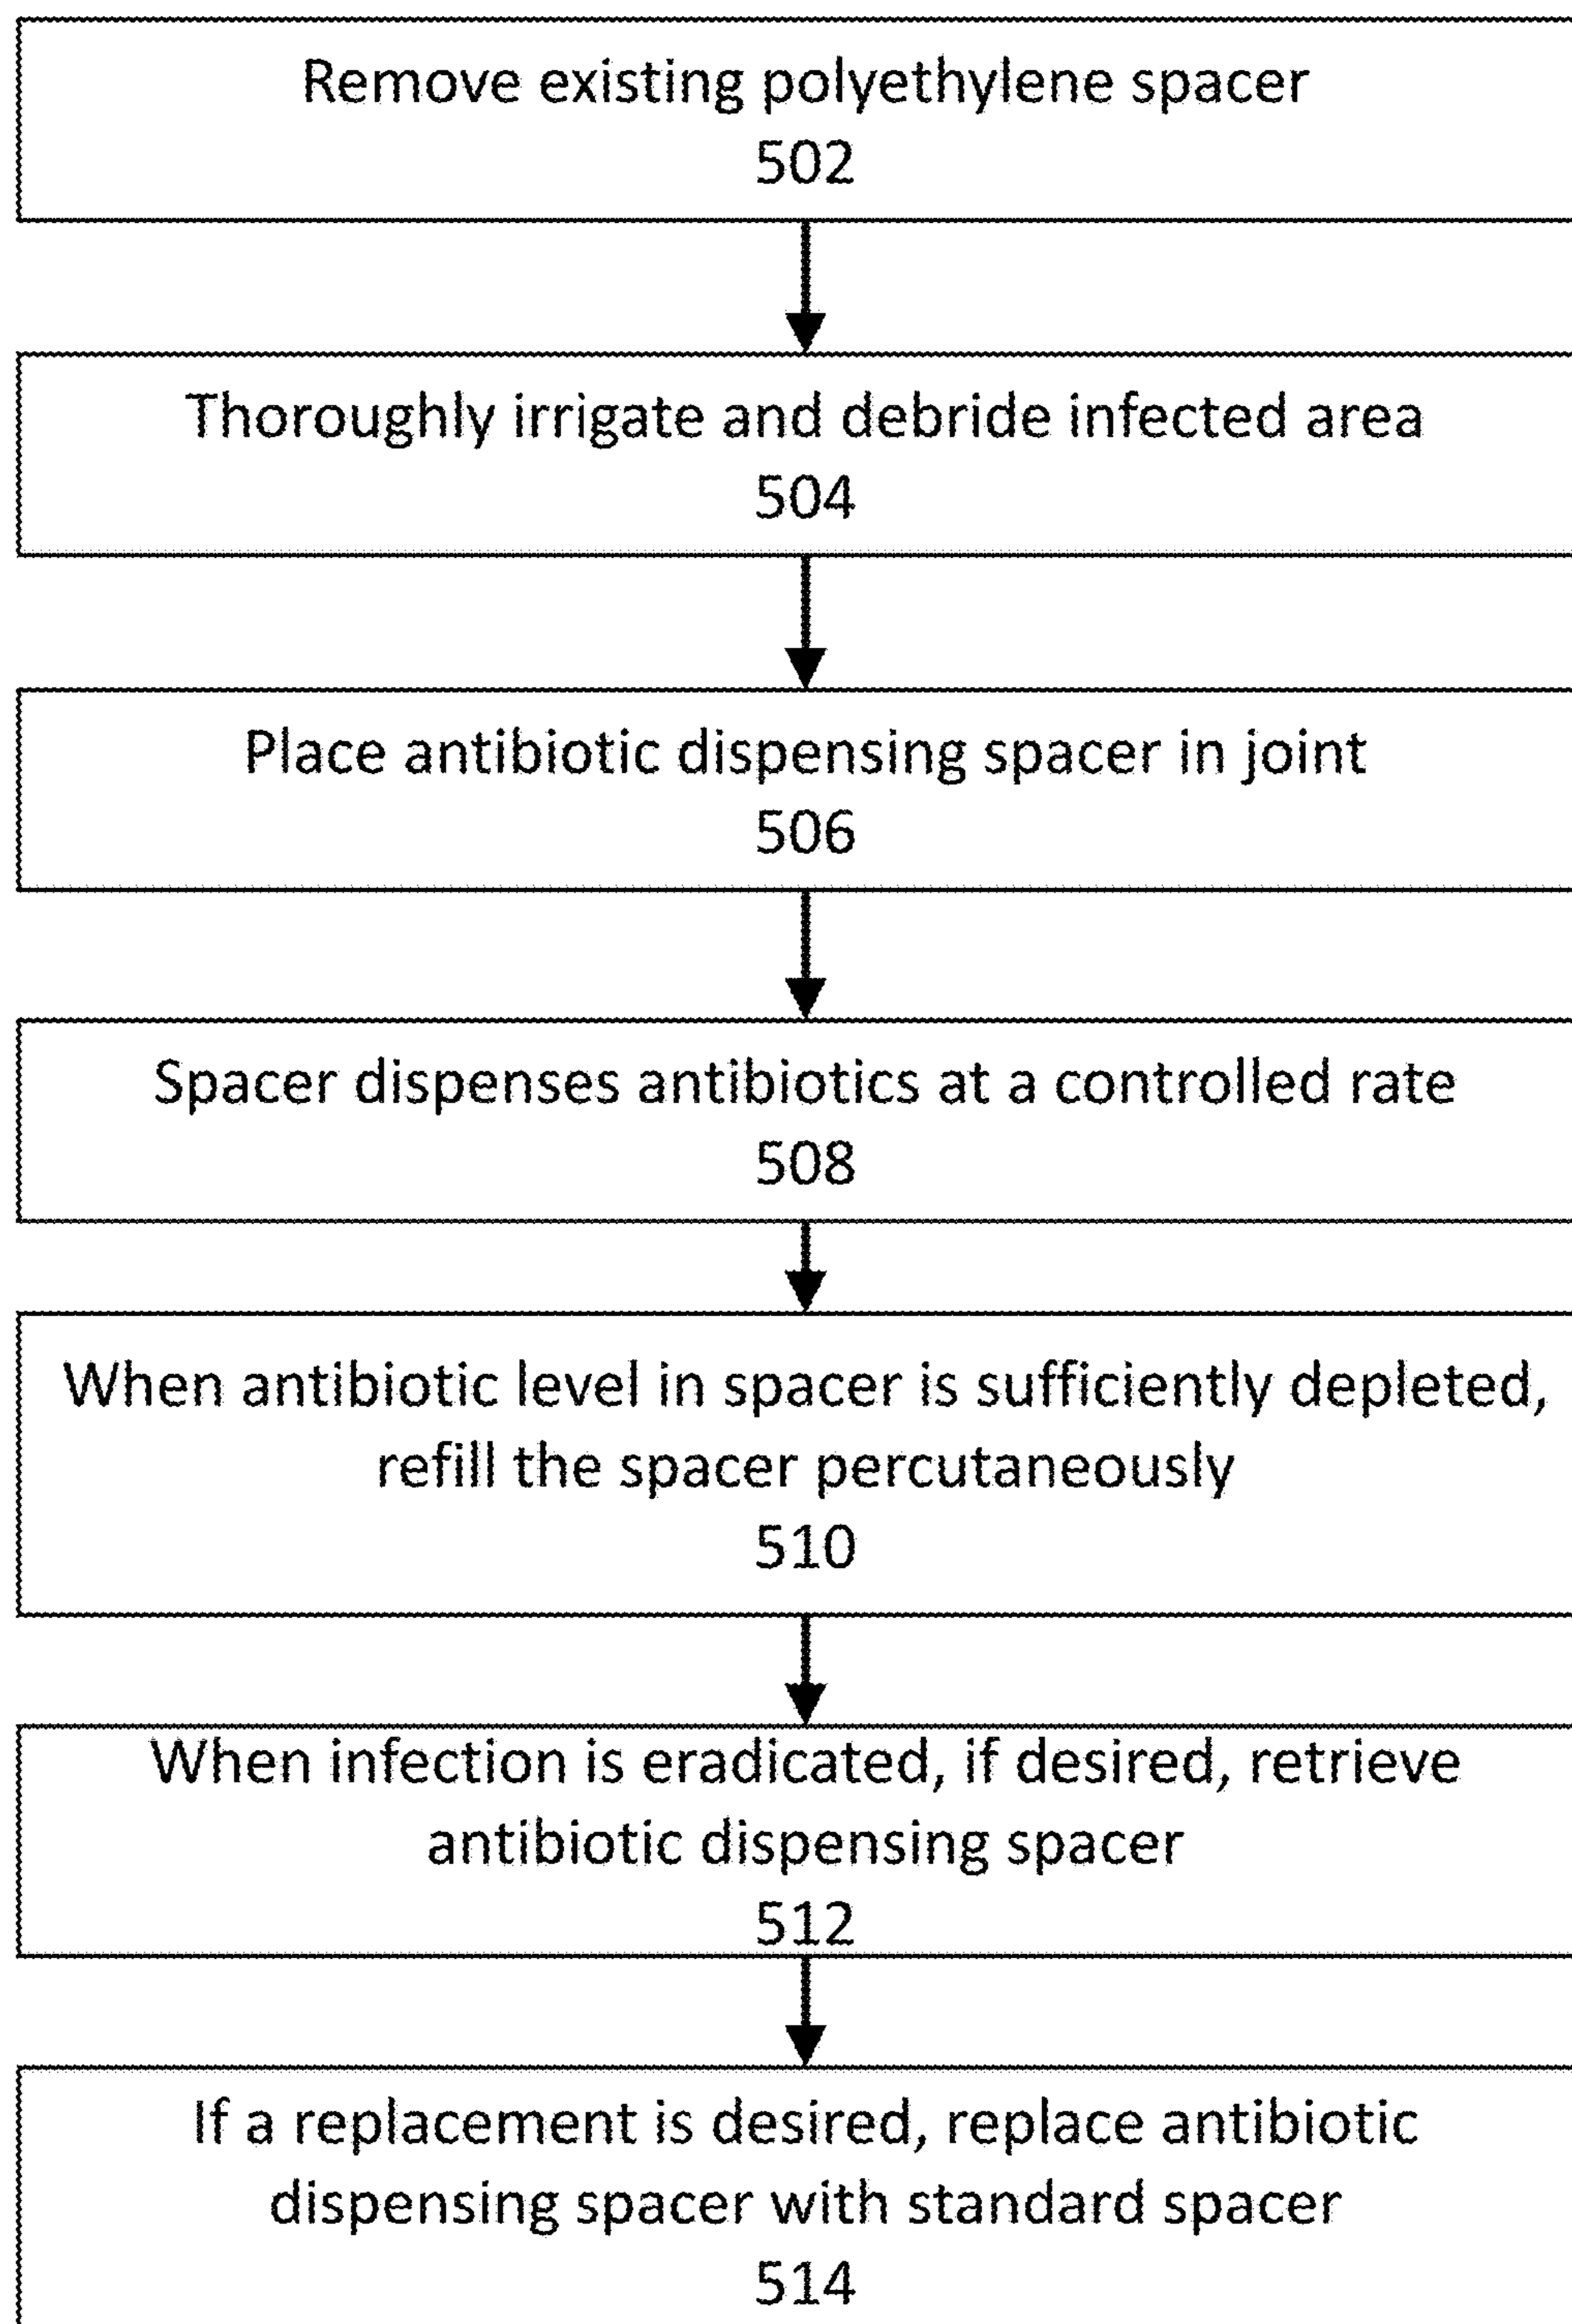 Remove existing polyethylene spacer
502
Thoroughly irrigate and debride infected area
504
Place antibiotic dispensing spacer in joint
506
Spacer dispenses antibiotics at a controlled rate
508
When antibiotic level in spacer is sufficiently depleted,
refill the spacer percutaneously
510
When infection is eradicated, if desired, retrieve
antibiotic dispensing spacer
512
If a replacement is desired, replace antibiotic
dispensing spacer with standard spacer
514